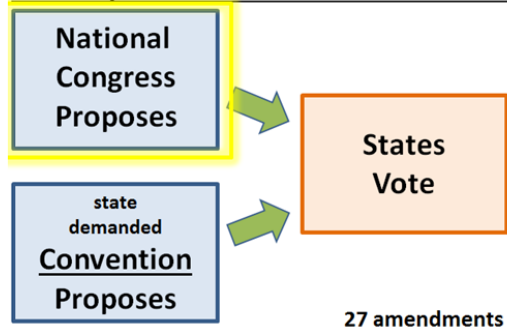 National
Congress
Proposes
States
Vote
state
demanded
Convention
Proposes
27 amendments